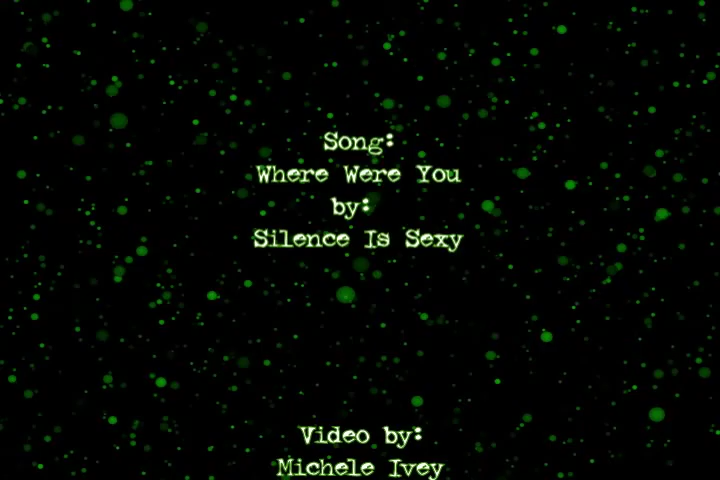 Song:
Where Were You
by:
Silence Is Sexy
Video by:
Michele Ivey